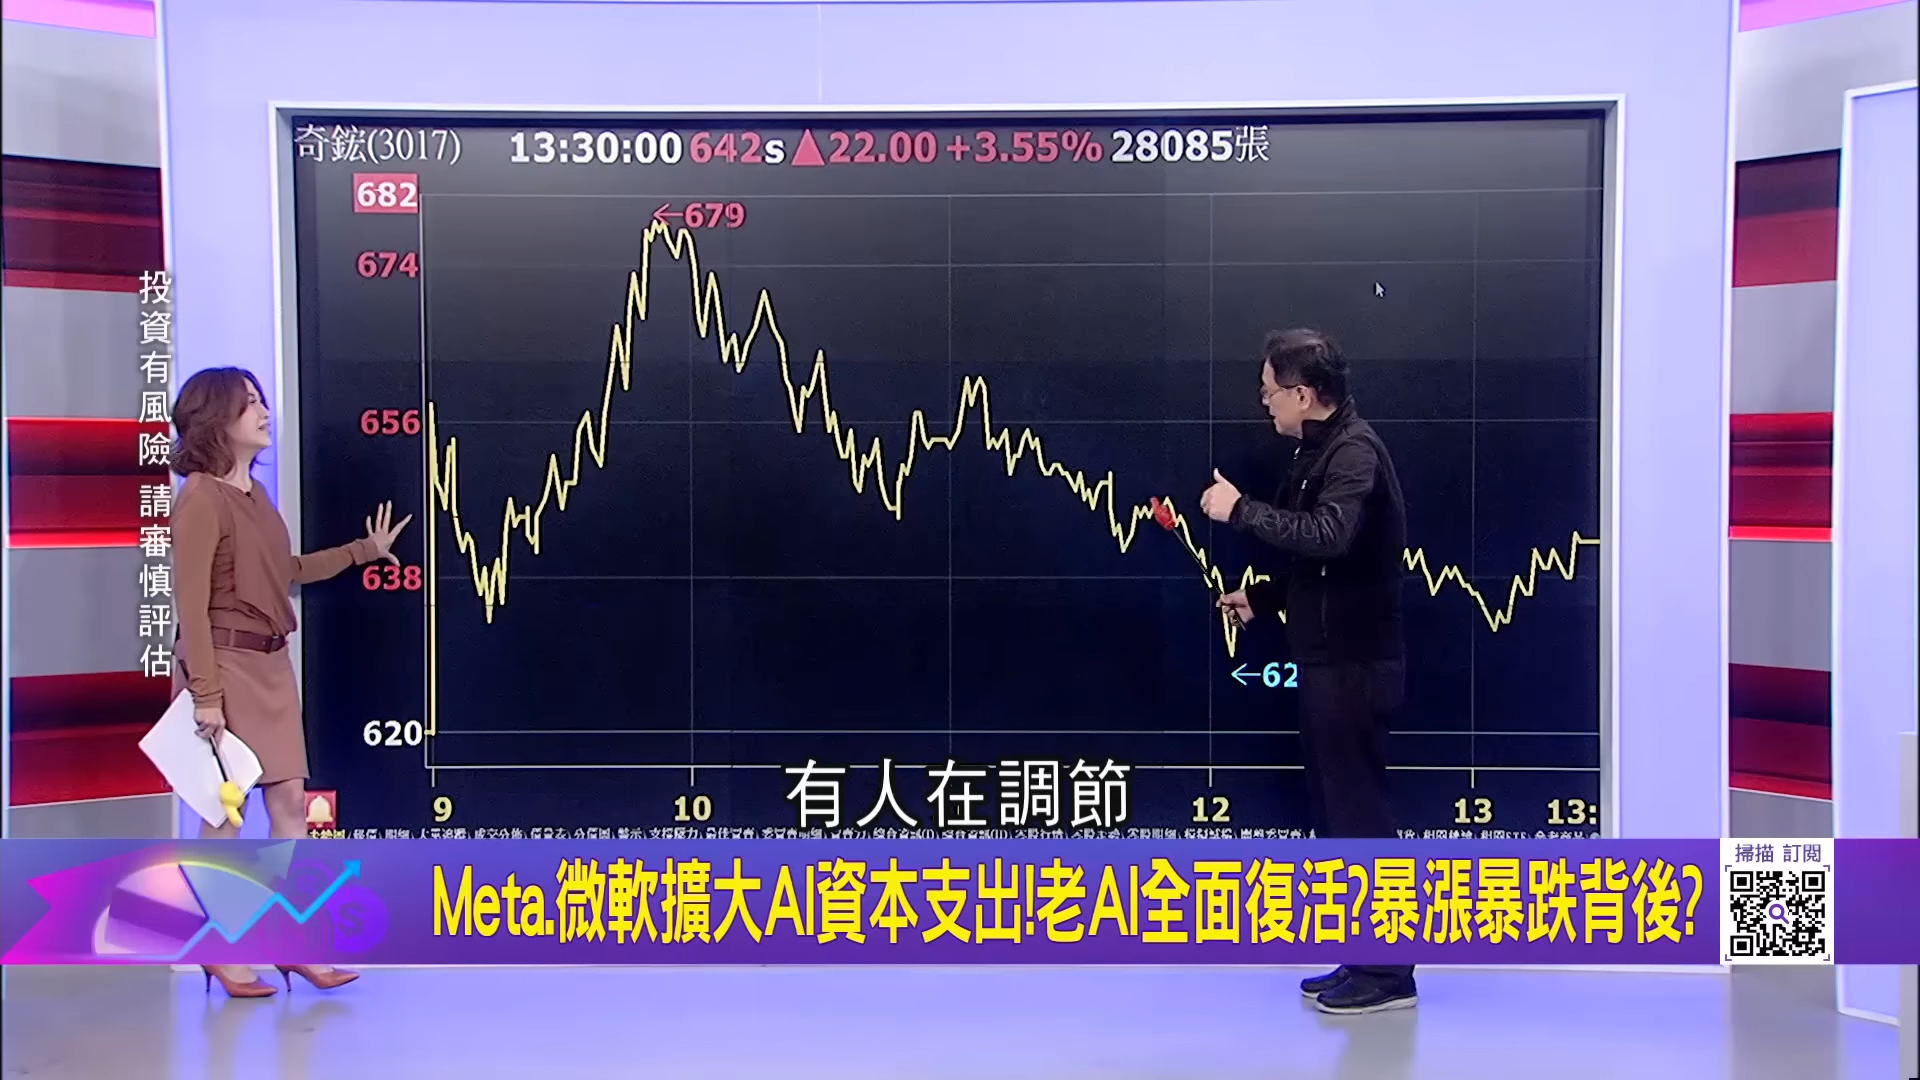 奇鋐(3017) 13:30:00 642s ▲22.00 +3.55% 28085張
682
←679
674
656
638
←62
620
9 10 12 13 13:
投資有風險 請審慎評估
有人在調節
Meta.微軟擴大AI資本支出!老AI全面復活?暴漲暴跌背後?
掃描 訂閱